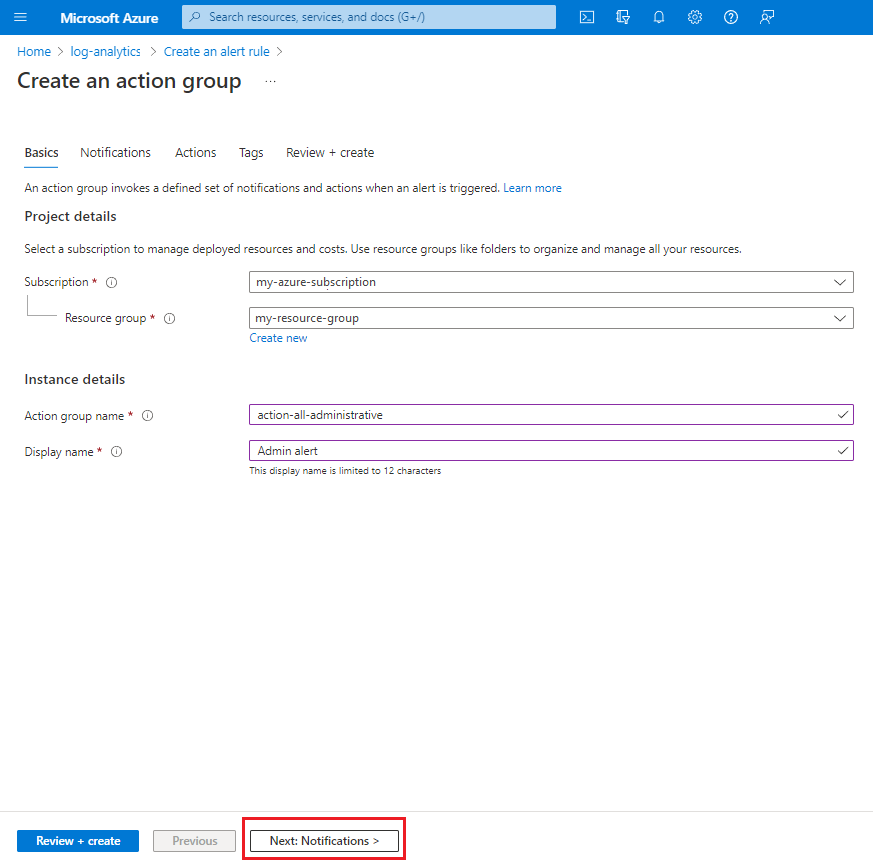 Microsoft Azure
Search resources, services, and docs (G+/)
Home > log-analytics > Create an alert rule >
Create an action group ...
Basics Notifications Actions Tags Review + create
An action group invokes a defined set of notifications and actions when an alert is triggered. Learn more
Project details
Select a subscription to manage deployed resources and costs. Use resource groups like folders to organize and manage all your resources.
Subscription * my-azure-subscription
Resource group * my-resource-group
Create new
Instance details
Action group name * action-all-administrative
Display name * Admin alert
This display name is limited to 12 characters
Review + create Previous Next: Notifications >